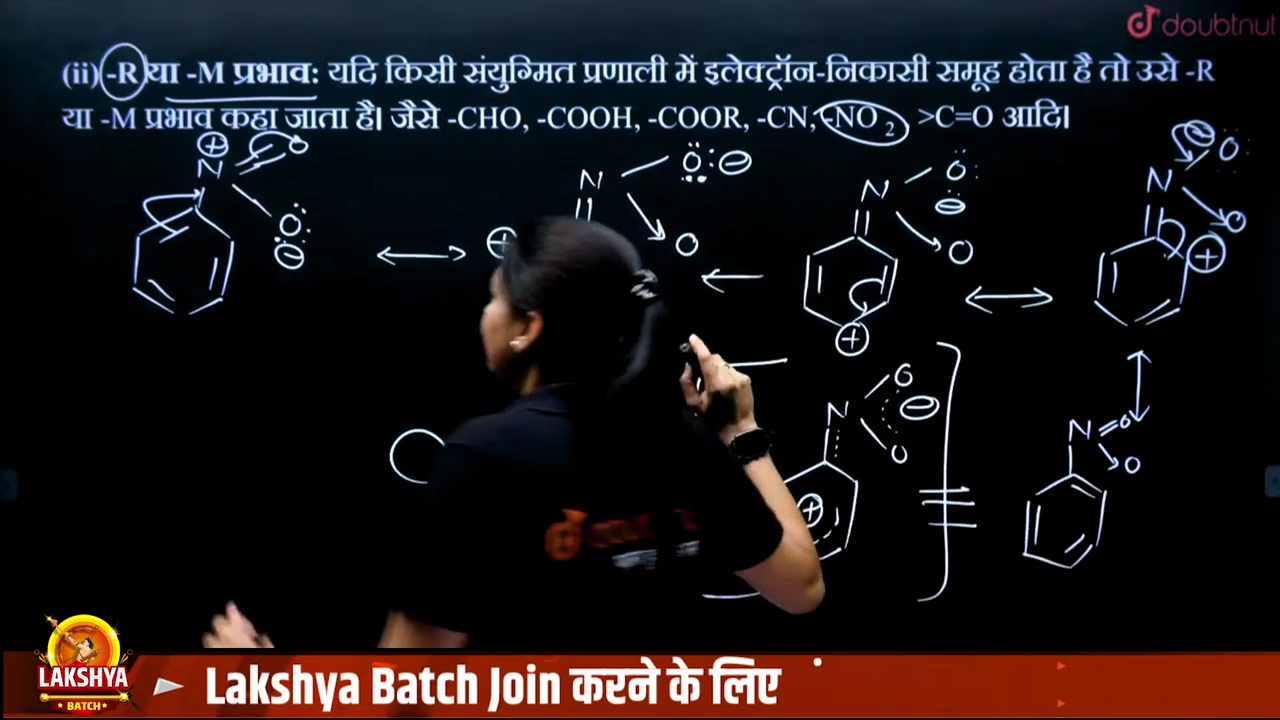 doubtnut
(ii) -R या -M प्रभाव: यदि किसी संयुग्मित प्रणाली में इलेक्ट्रॉन-निकासी समूह होता है तो उसे -R
या -M प्रभाव कहा जाता है। जैसे -CHO, -COOH, -COOR, -CN, -NO2 >C=O आदि।
⊕ N O O ⊖
⊕ N O ⊖ O
N O ⊖ O ⊕
N O O ⊕
N O ⊖ O ⊕
N O O
LAKSHYA
BATCH
Lakshya Batch Join करने के लिए